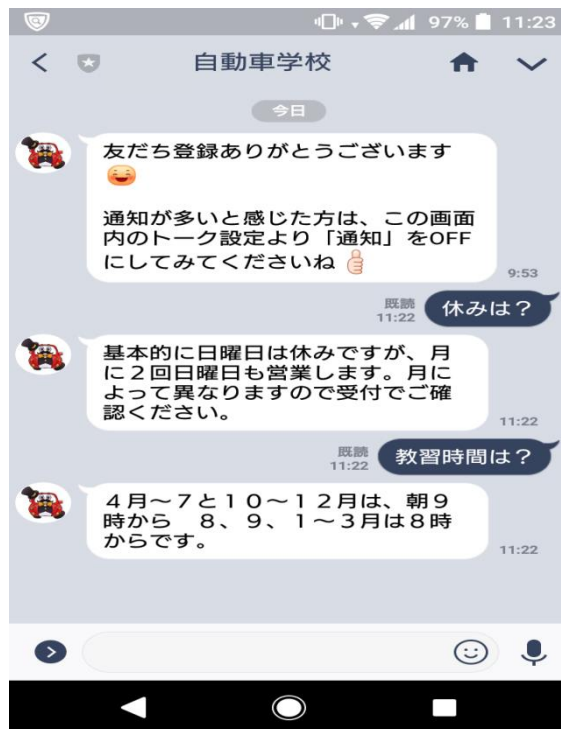 97% 11:23
自動車学校
今日
友だち登録ありがとうございます
通知が多いと感じた方は、この画面
内のトーク設定より「通知」をOFF
にしてみてくださいね
9:53
既読
11:22
休みは？
基本的に日曜日は休みですが、月
に２回日曜日も営業します。月に
よって異なりますので受付でご確
認ください。
11:22
既読
11:22
教習時間は？
４月～７と１０～１２月は、朝９
時から　８、９、１～３月は８時
からです。
11:22